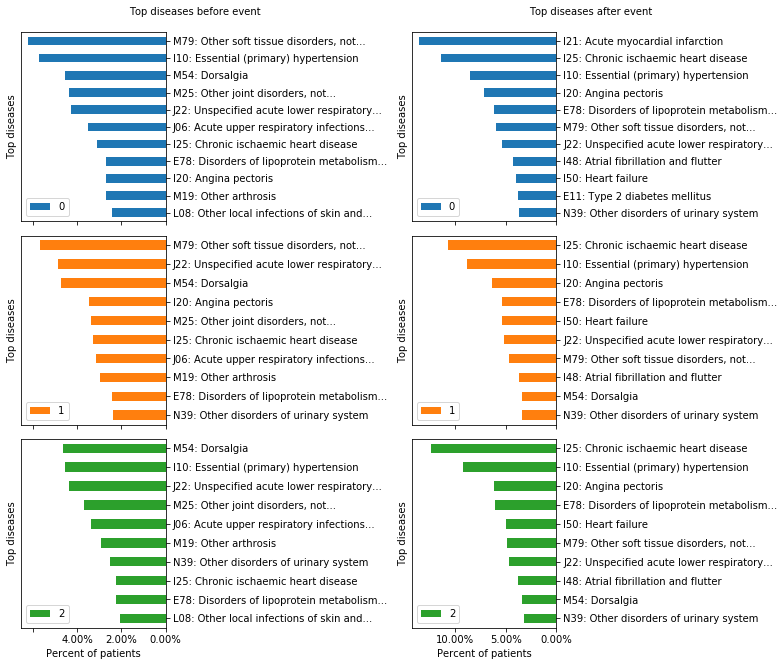 Top diseases before event
Top diseases
M79: Other soft tissue disorders, not...
I10: Essential (primary) hypertension
M54: Dorsalgia
M25: Other joint disorders, not...
J22: Unspecified acute lower respiratory...
J06: Acute upper respiratory infections...
I25: Chronic ischaemic heart disease
E78: Disorders of lipoprotein metabolism...
I20: Angina pectoris
M19: Other arthrosis
L08: Other local infections of skin and...
0
Top diseases after event
Top diseases
I21: Acute myocardial infarction
I25: Chronic ischaemic heart disease
I10: Essential (primary) hypertension
I20: Angina pectoris
E78: Disorders of lipoprotein metabolism...
M79: Other soft tissue disorders, not...
J22: Unspecified acute lower respiratory...
I48: Atrial fibrillation and flutter
I50: Heart failure
E11: Type 2 diabetes mellitus
N39: Other disorders of urinary system
0
Top diseases
M79: Other soft tissue disorders, not...
J22: Unspecified acute lower respiratory...
M54: Dorsalgia
I20: Angina pectoris
M25: Other joint disorders, not...
I25: Chronic ischaemic heart disease
J06: Acute upper respiratory infections...
M19: Other arthrosis
E78: Disorders of lipoprotein metabolism...
N39: Other disorders of urinary system
1
Top diseases
I25: Chronic ischaemic heart disease
I10: Essential (primary) hypertension
I20: Angina pectoris
E78: Disorders of lipoprotein metabolism...
I50: Heart failure
J22: Unspecified acute lower respiratory...
M79: Other soft tissue disorders, not...
I48: Atrial fibrillation and flutter
M54: Dorsalgia
N39: Other disorders of urinary system
1
Top diseases
M54: Dorsalgia
I10: Essential (primary) hypertension
J22: Unspecified acute lower respiratory...
M25: Other joint disorders, not...
J06: Acute upper respiratory infections...
M19: Other arthrosis
N39: Other disorders of urinary system
I25: Chronic ischaemic heart disease
E78: Disorders of lipoprotein metabolism...
L08: Other local infections of skin and...
2
4.00% 2.00% 0.00%
Percent of patients
Top diseases
I25: Chronic ischaemic heart disease
I10: Essential (primary) hypertension
I20: Angina pectoris
E78: Disorders of lipoprotein metabolism...
I50: Heart failure
M79: Other soft tissue disorders, not...
J22: Unspecified acute lower respiratory...
I48: Atrial fibrillation and flutter
M54: Dorsalgia
N39: Other disorders of urinary system
2
10.00% 5.00% 0.00%
Percent of patients